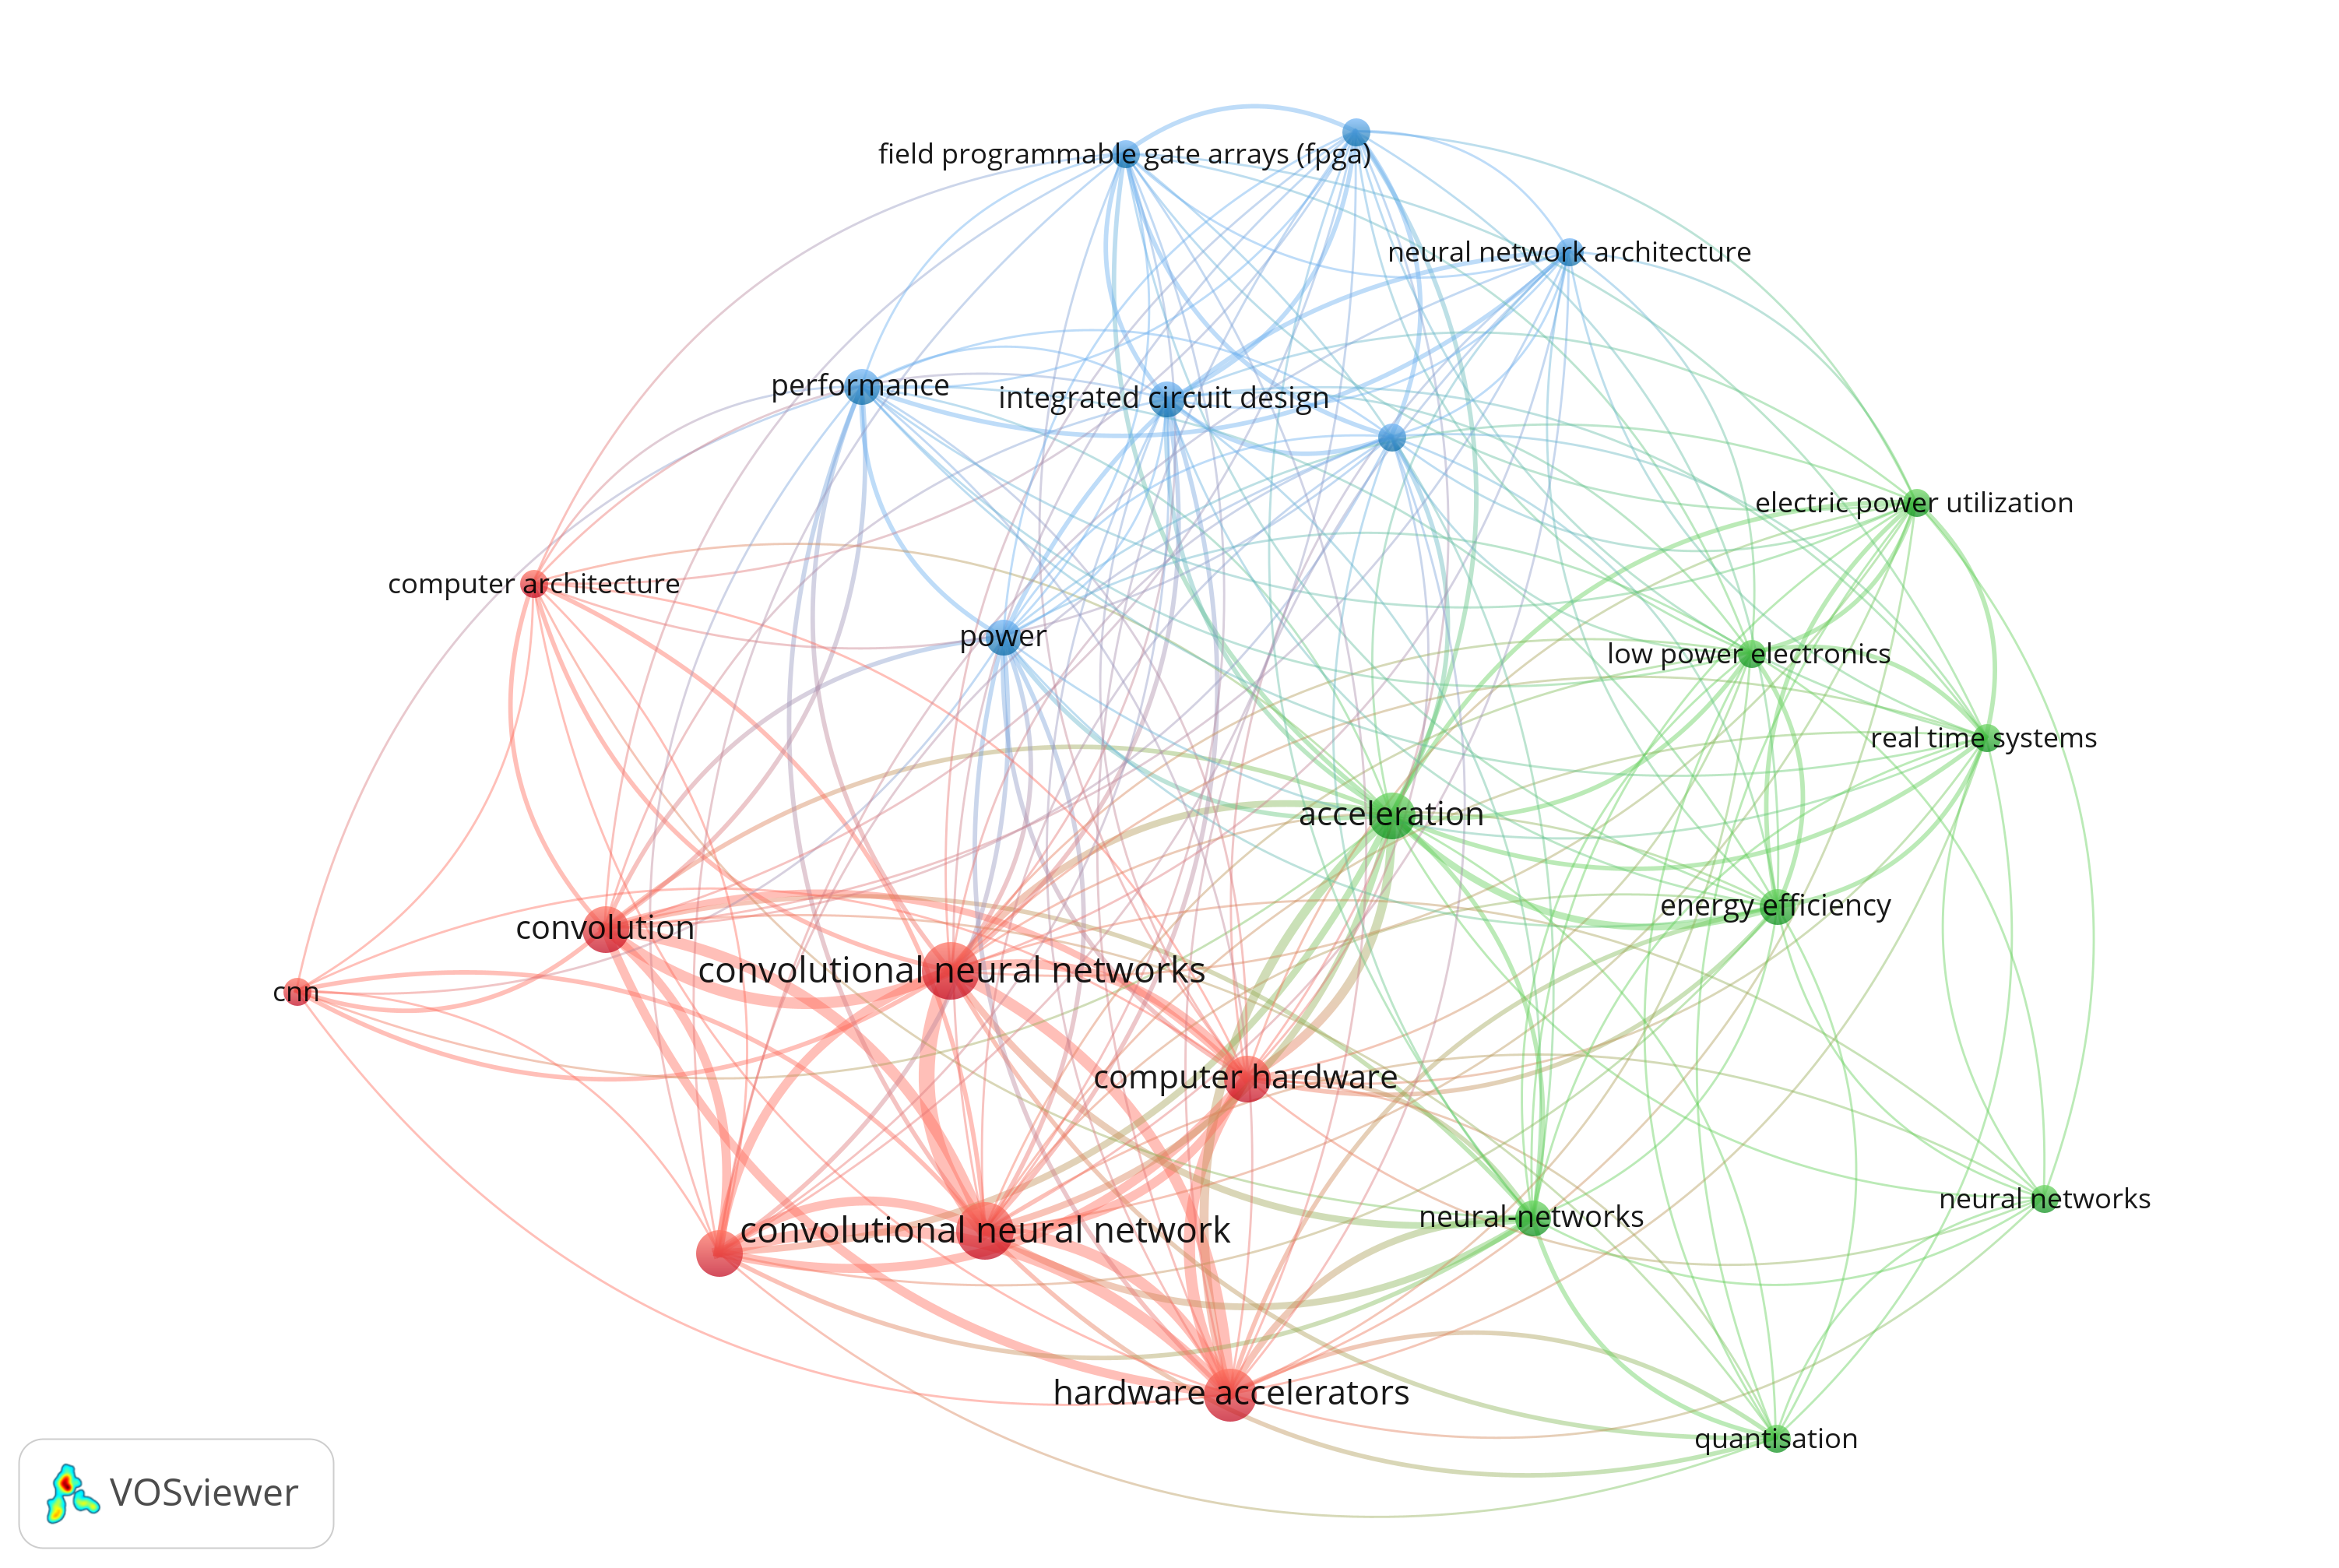 field programmable gate arrays (fpga)
neural network architecture
performance
integrated circuit design
electric power utilization
computer architecture
power
low power electronics
real time systems
acceleration
energy efficiency
convolution
convolutional neural networks
cnn
computer hardware
neural networks
neural-networks
convolutional neural network
hardware accelerators
quantisation
VOSviewer